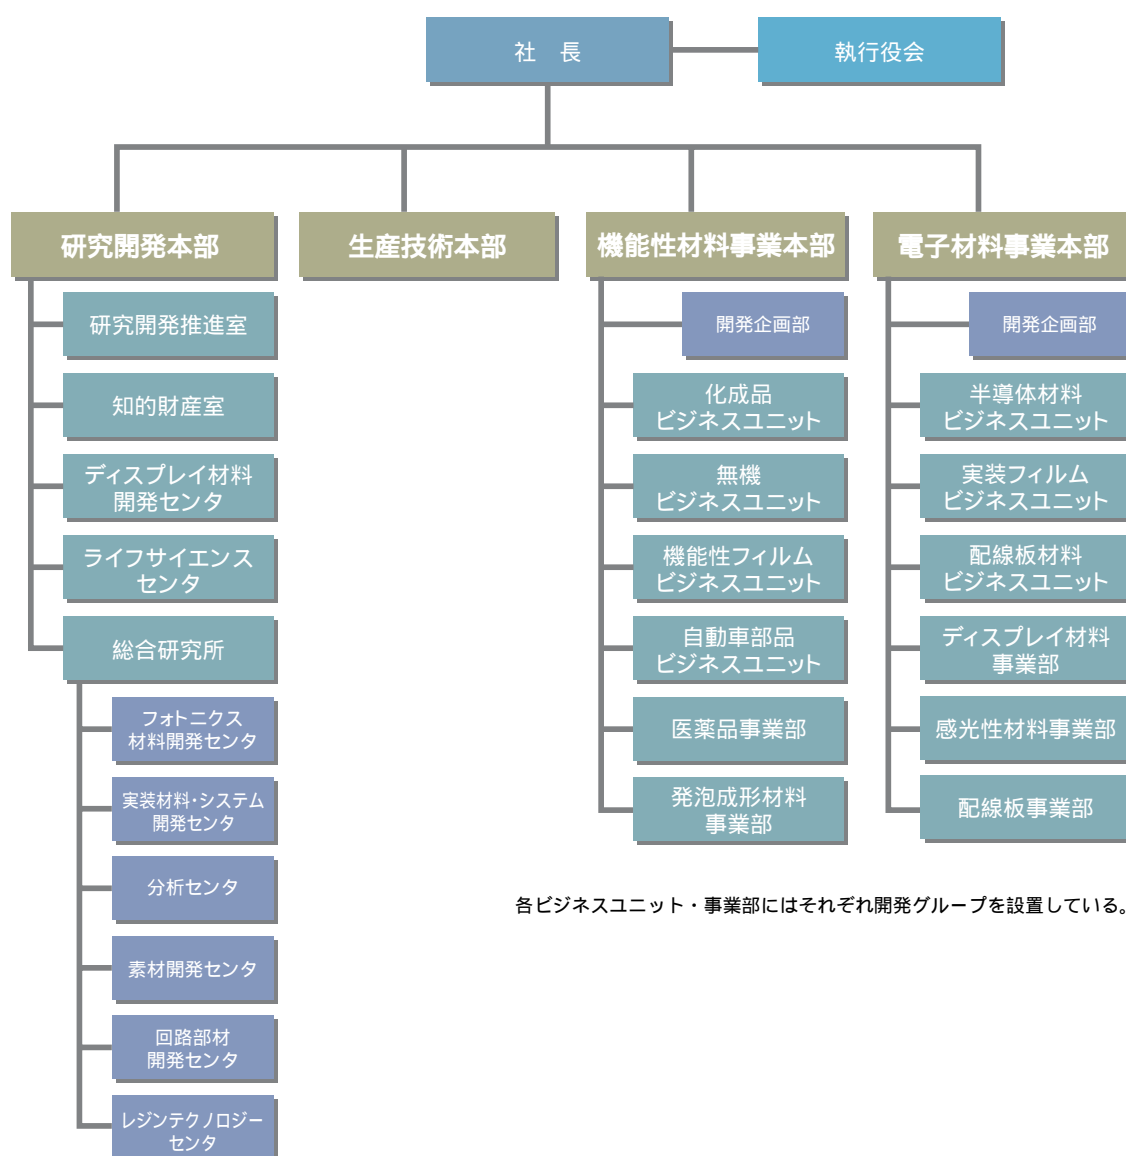 社　長
執行役会
研究開発本部
生産技術本部
機能性材料事業本部
電子材料事業本部
研究開発推進室
知的財産室
ディスプレイ材料
開発センタ
ライフサイエンス
センタ
総合研究所
フォトニクス
材料開発センタ
実装材料・システム
開発センタ
分析センタ
素材開発センタ
回路部材
開発センタ
レジンテクノロジー
センタ
開発企画部
化成品
ビジネスユニット
無機
ビジネスユニット
機能性フィルム
ビジネスユニット
自動車部品
ビジネスユニット
医薬品事業部
発泡成形材料
事業部
開発企画部
半導体材料
ビジネスユニット
実装フィルム
ビジネスユニット
配線板材料
ビジネスユニット
ディスプレイ材料
事業部
感光性材料事業部
配線板事業部
各ビジネスユニット・事業部にはそれぞれ開発グループを設置している。